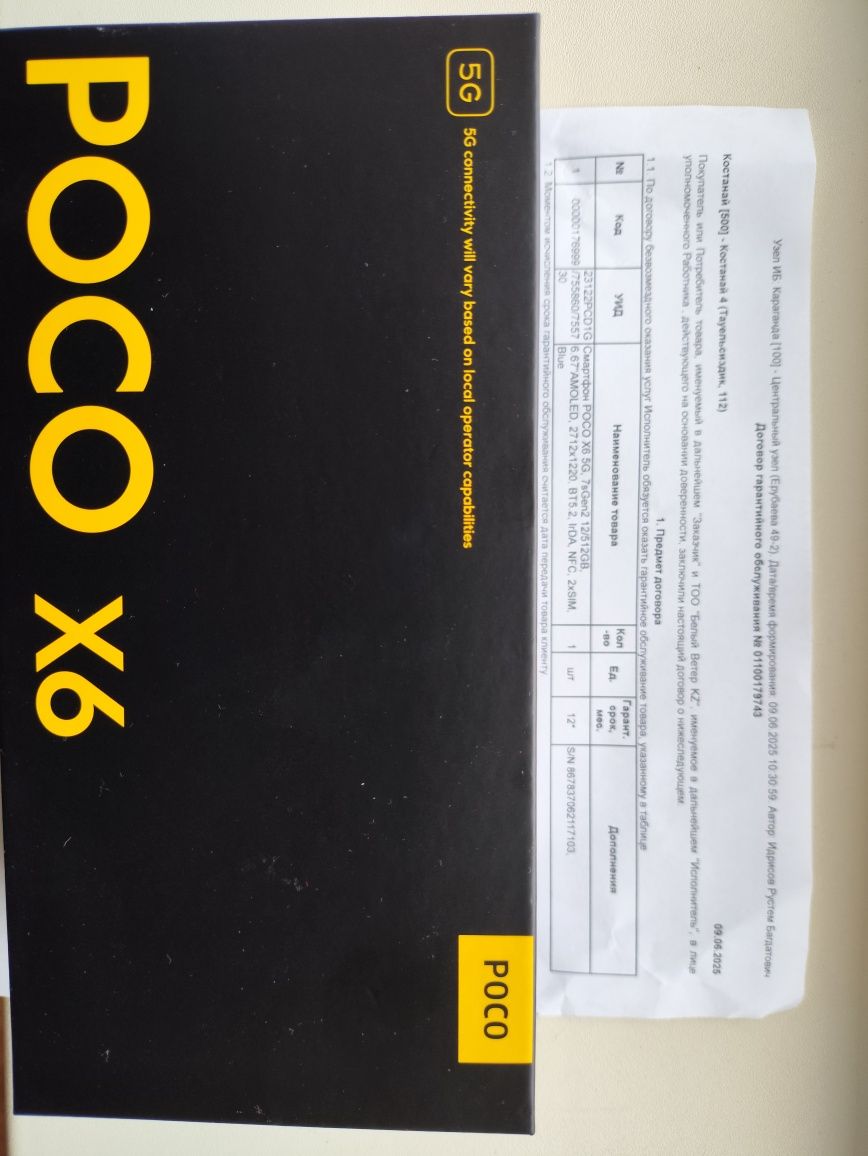 Узел ИБ: Караганда [100] - Центральный узел (Ерубаева 49-2), Дата/время формирования: 09.06.2025 10:30:59. Автор: Идрисов Рустем Багдатович
Договор гарантийного обслуживания № 01100179743
Костанай [500] - Костанай 4 (Тауельсиздик, 112)
09.06.2025
Покупатель или Потребитель товара, именуемый в дальнейшем "Заказчик" и ТОО "Белый Ветер KZ", именуемое в дальнейшем "Исполнитель", в лице
уполномоченного Работника, действующего на основании доверенности, заключили настоящий договор о нижеследующем:
1. Предмет договора
1.1. По договору безвозмездного оказания услуг Исполнитель обязуется оказать гарантийное обслуживание товара, указанному в таблице
№ Код УИД Наименование товара Кол-во Ед. Гарант. срок, мес. Дополнения
1 00000176999 23122PCD1G/755860/755730 Смартфон POCO X6 5G, 7sGen2 12/512GB, 6.67"AMOLED, 2712x1220, BT5.2, IrDA, NFC, 2xSIM, Blue 1 шт 12* S/N 867837062117103,
1.2. Моментом исчисления срока гарантийного обслуживания считается дата передачи товара клиенту
5G
5G connectivity will vary based on local operator capabilities
POCO
POCO X6